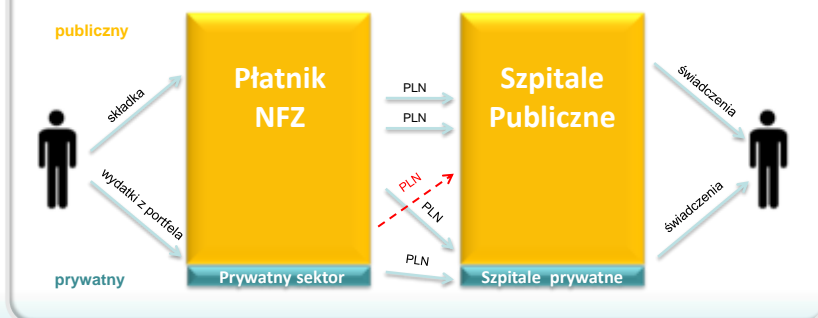 publiczny
składka
wydatki z portfela
prywatny
Płatnik
NFZ
Prywatny sektor
PLN
PLN
PLN
PLN
PLN
Szpitale
Publiczne
Szpitale prywatne
świadczenia
świadczenia